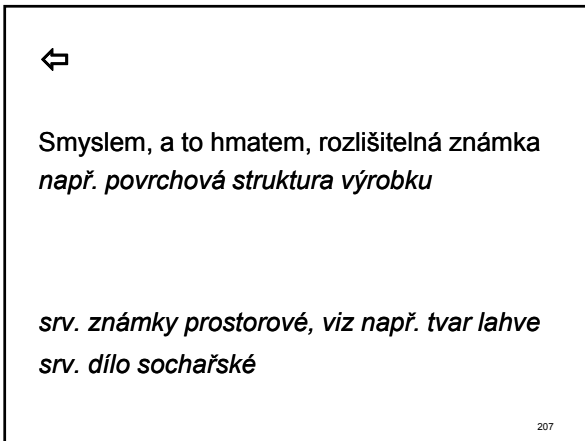 ⇦
Smyslem, a to hmatem, rozlišitelná známka
např. povrchová struktura výrobku
srv. známky prostorové, viz např. tvar lahve
srv. dílo sochařské
207